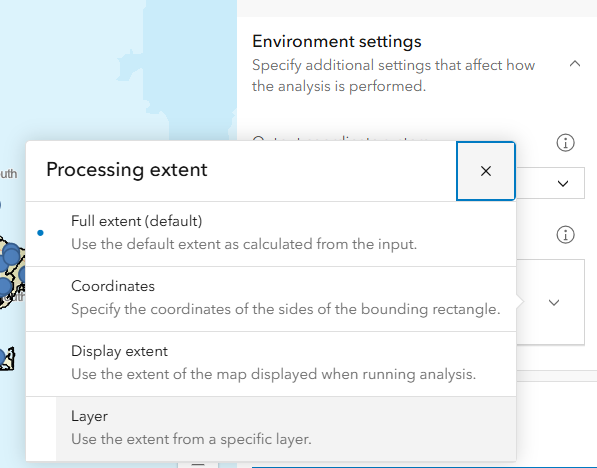 Environment settings
Specify additional settings that affect how
the analysis is performed.
Processing extent
Full extent (default)
Use the default extent as calculated from the input.
Coordinates
Specify the coordinates of the sides of the bounding rectangle.
Display extent
Use the extent of the map displayed when running analysis.
Layer
Use the extent from a specific layer.